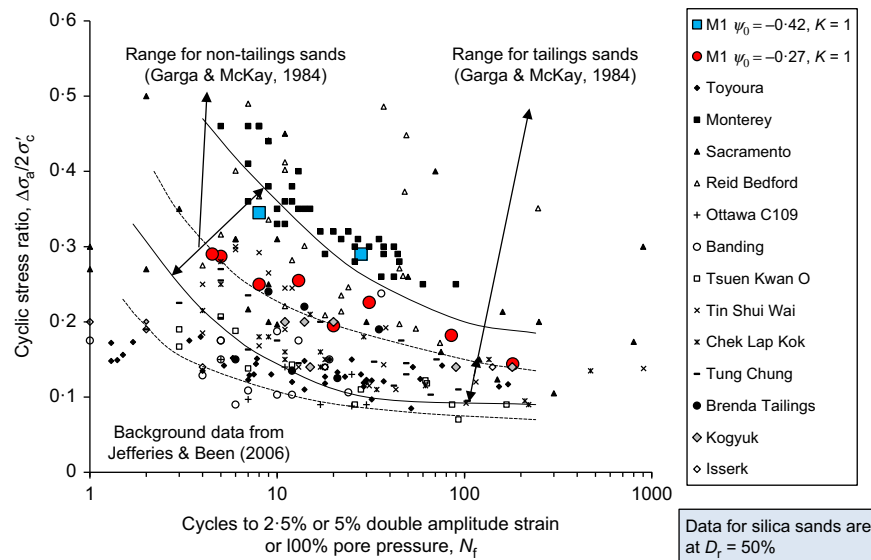 0·6
0·5
0·4
0·3
0·2
0·1
0
Cyclic stress ratio, Δσa/2σ′c
Range for non-tailings sands
(Garga & McKay, 1984)
Range for tailings sands
(Garga & McKay, 1984)
Background data from
Jefferies & Been (2006)
1
10
100
1000
Cycles to 2·5% or 5% double amplitude strain
or l00% pore pressure, Nf
M1 ψ0 = –0·42, K = 1
M1 ψ0 = –0·27, K = 1
Toyoura
Monterey
Sacramento
Reid Bedford
Ottawa C109
Banding
Tsuen Kwan O
Tin Shui Wai
Chek Lap Kok
Tung Chung
Brenda Tailings
Kogyuk
Isserk
Data for silica sands are
at Dr = 50%